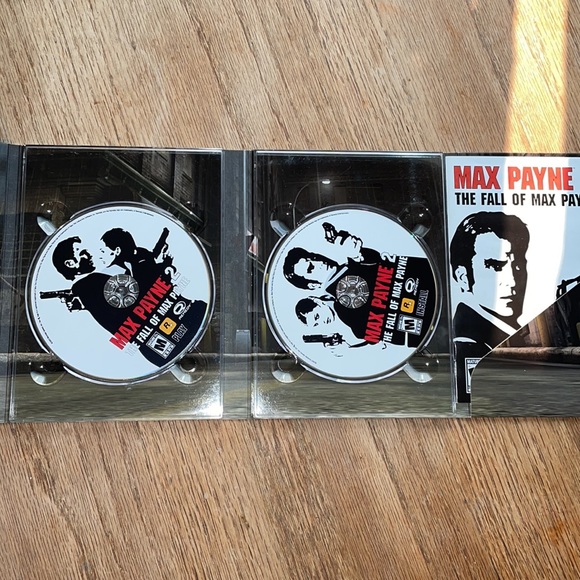 MAX PAYNE 2
THE FALL OF MAX PAYNE
M
R
PLAY
MAX PAYNE 2
THE FALL OF MAX PAYNE
M
R
INSTALL
MAX PAYNE
THE FALL OF MAX PAY
MATURE